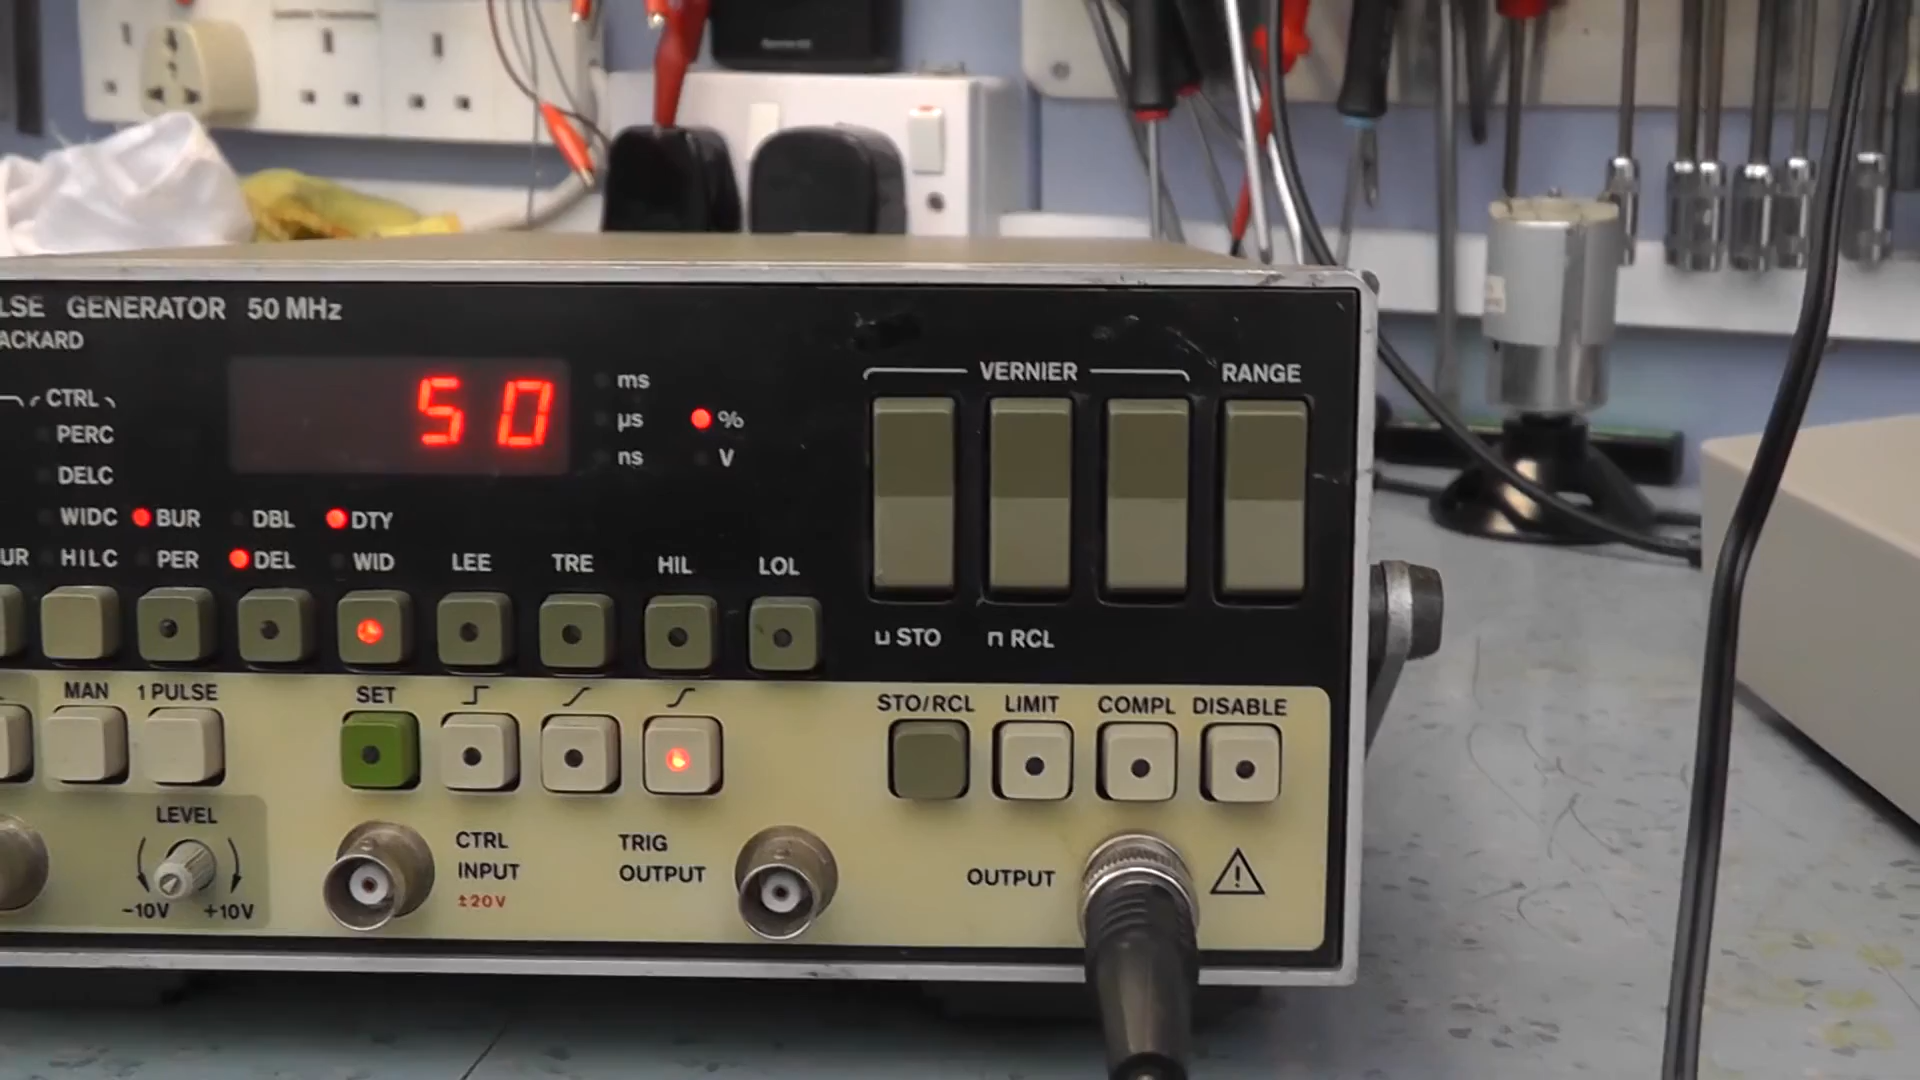 LSE GENERATOR 50 MHz
ACKARD
CTRL
PERC
DELC
WIDC BUR DBL DTY
UR HILC PER DEL WID LEE TRE HIL LOL
50
ms
µs %
ns V
VERNIER RANGE
⊔ STO ⊓ RCL
MAN 1 PULSE SET
STO/RCL LIMIT COMPL DISABLE
LEVEL
-10V +10V
CTRL
INPUT
±20V
TRIG
OUTPUT
OUTPUT